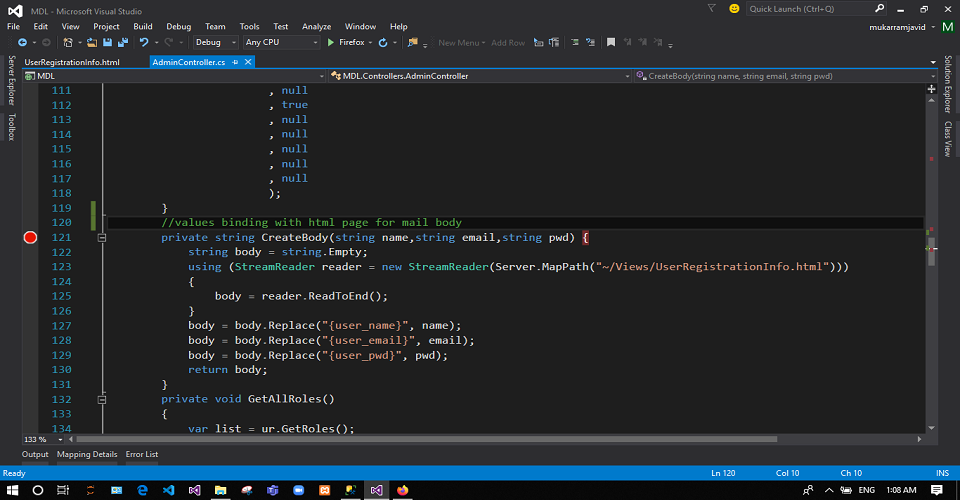 MDL - Microsoft Visual Studio
Quick Launch (Ctrl+Q)
File Edit View Project Build Debug Team Tools Test Analyze Window Help
mukarramjavid M
Debug Any CPU Firefox New Menu Add Row
Server Explorer
Toolbox
UserRegistrationInfo.html AdminController.cs
MDL MDL.Controllers.AdminController CreateBody(string name, string email, string pwd)
Solution Explorer
Class View
111 , null
112 , true
113 , null
114 , null
115 , null
116 , null
117 , null
118 );
119 }
120 //values binding with html page for mail body
121 private string CreateBody(string name,string email,string pwd) {
122 string body = string.Empty;
123 using (StreamReader reader = new StreamReader(Server.MapPath("~/Views/UserRegistrationInfo.html")))
124 {
125 body = reader.ReadToEnd();
126 }
127 body = body.Replace("{user_name}", name);
128 body = body.Replace("{user_email}", email);
129 body = body.Replace("{user_pwd}", pwd);
130 return body;
131 }
132 private void GetAllRoles()
133 {
134 var list = ur.GetRoles();
133 %
Output Mapping Details Error List
Ready Ln 120 Col 10 Ch 10 INS
ENG 1:08 AM